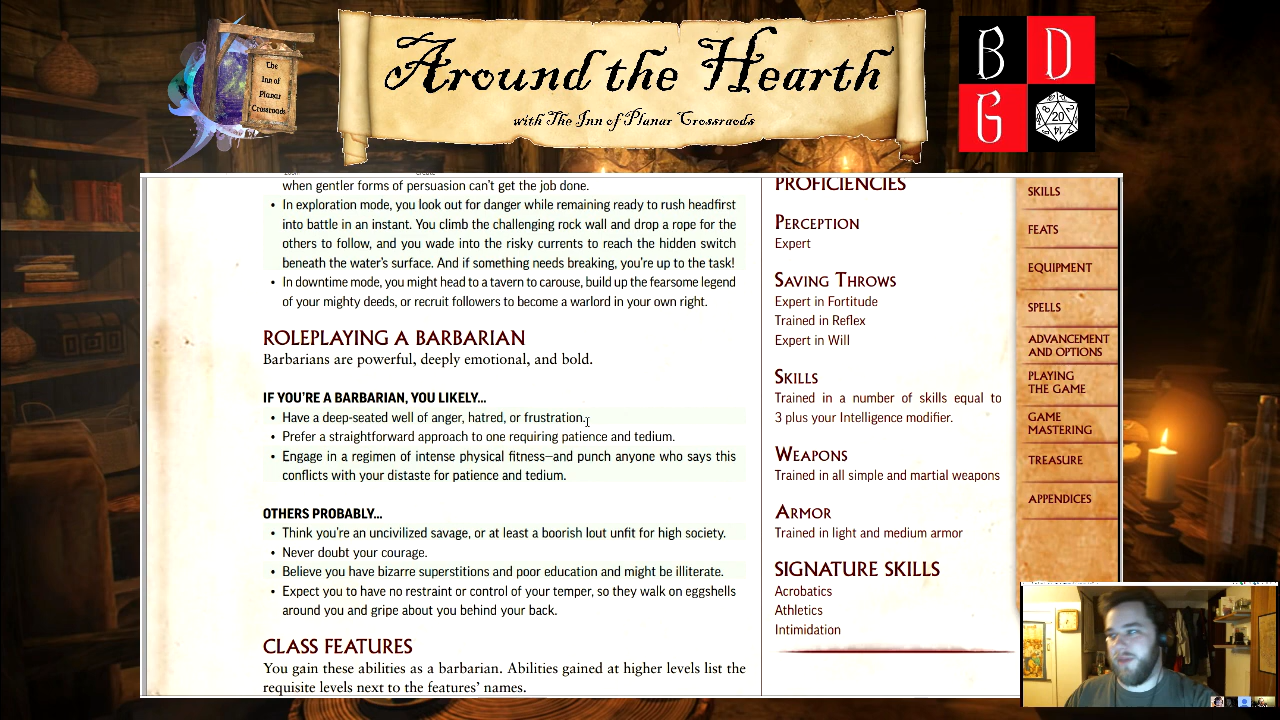 The
Inn of
Planar
Crossroads
Around the Hearth
with The Inn of Planar Crossroads
B
D
G
20
14
when gentler forms of persuasion can't get the job done.
• In exploration mode, you look out for danger while remaining ready to rush headfirst
into battle in an instant. You climb the challenging rock wall and drop a rope for the
others to follow, and you wade into the risky currents to reach the hidden switch
beneath the water's surface. And if something needs breaking, you're up to the task!
• In downtime mode, you might head to a tavern to carouse, build up the fearsome legend
of your mighty deeds, or recruit followers to become a warlord in your own right.
ROLEPLAYING A BARBARIAN
Barbarians are powerful, deeply emotional, and bold.
IF YOU'RE A BARBARIAN, YOU LIKELY...
• Have a deep-seated well of anger, hatred, or frustration.
• Prefer a straightforward approach to one requiring patience and tedium.
• Engage in a regimen of intense physical fitness—and punch anyone who says this
conflicts with your distaste for patience and tedium.
OTHERS PROBABLY...
• Think you're an uncivilized savage, or at least a boorish lout unfit for high society.
• Never doubt your courage.
• Believe you have bizarre superstitions and poor education and might be illiterate.
• Expect you to have no restraint or control of your temper, so they walk on eggshells
around you and gripe about you behind your back.
CLASS FEATURES
You gain these abilities as a barbarian. Abilities gained at higher levels list the
requisite levels next to the features' names.
PROFICIENCIES
PERCEPTION
Expert
SAVING THROWS
Expert in Fortitude
Trained in Reflex
Expert in Will
SKILLS
Trained in a number of skills equal to
3 plus your Intelligence modifier.
WEAPONS
Trained in all simple and martial weapons
ARMOR
Trained in light and medium armor
SIGNATURE SKILLS
Acrobatics
Athletics
Intimidation
SKILLS
FEATS
EQUIPMENT
SPELLS
ADVANCEMENT
AND OPTIONS
PLAYING
THE GAME
GAME
MASTERING
TREASURE
APPENDICES